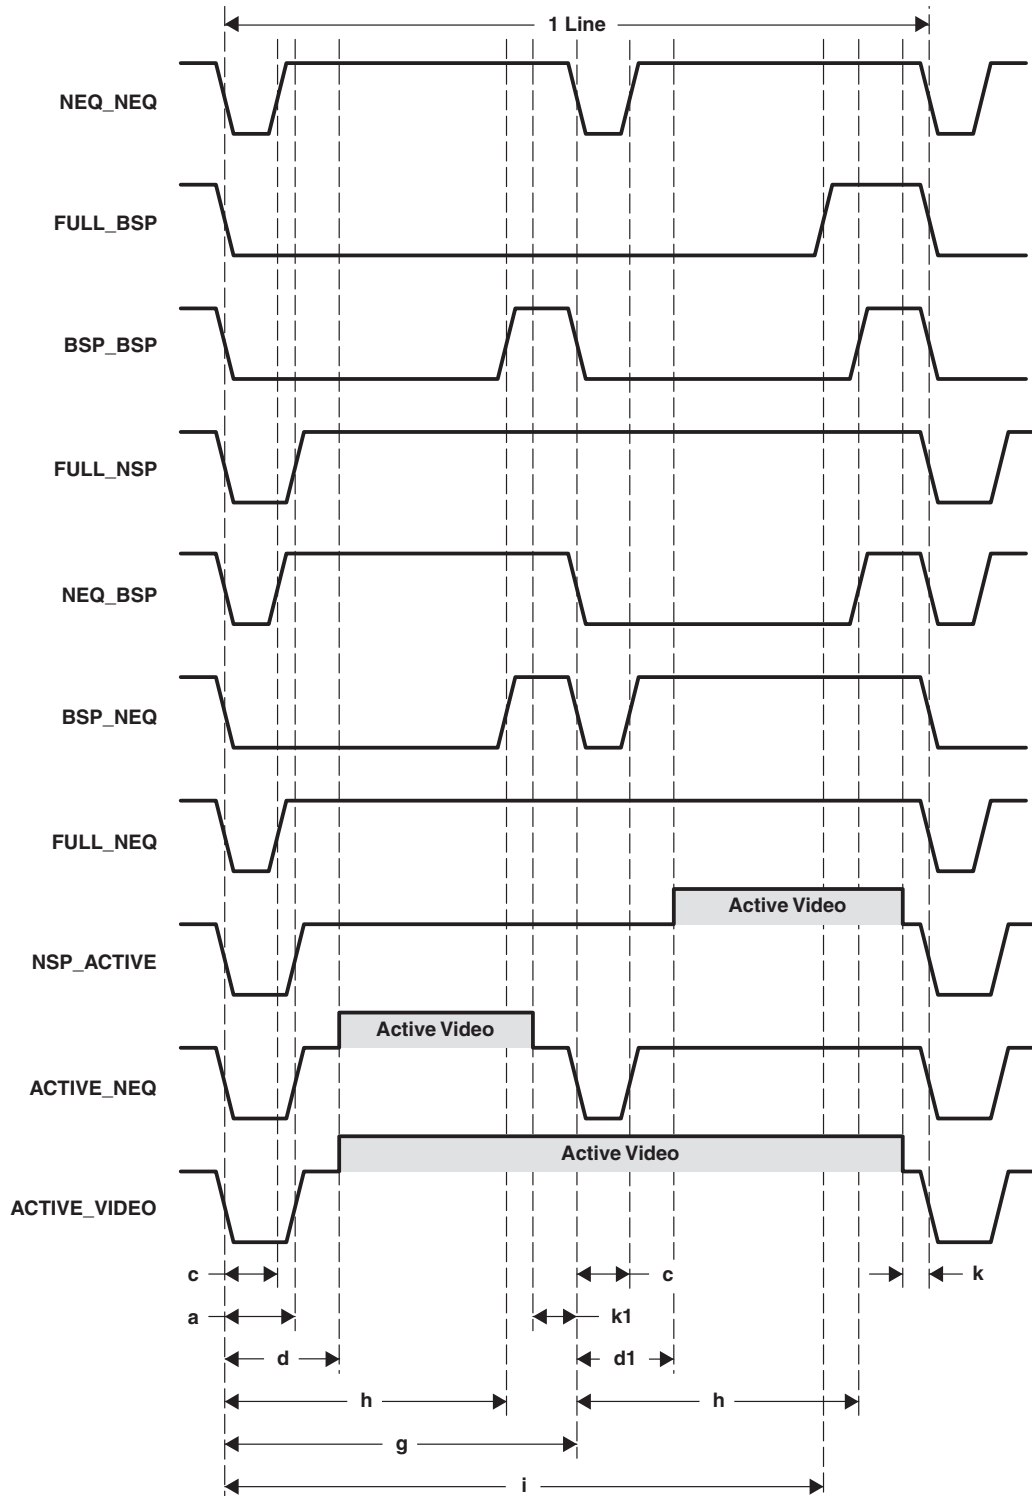 1 Line
NEQ_NEQ
FULL_BSP
BSP_BSP
FULL_NSP
NEQ_BSP
BSP_NEQ
FULL_NEQ
Active Video
NSP_ACTIVE
Active Video
ACTIVE_NEQ
Active Video
ACTIVE_VIDEO
c c k
a k1
d d1
h h
g
i